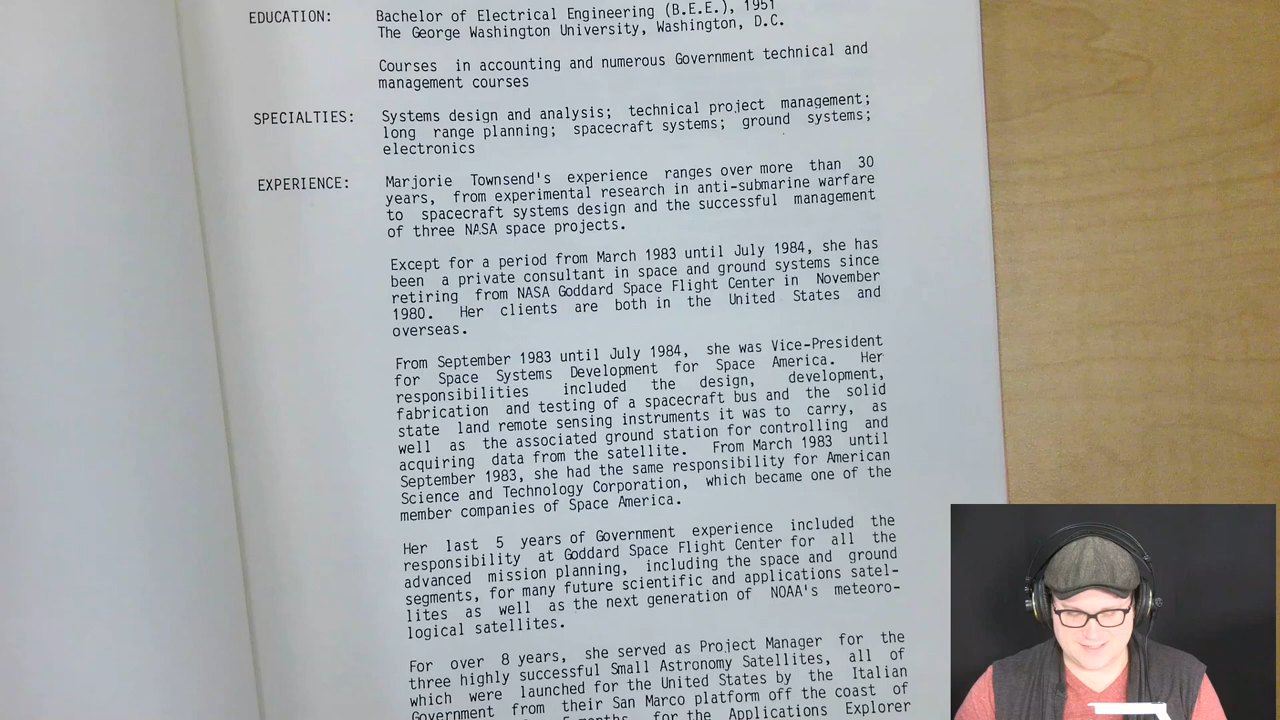 EDUCATION: Bachelor of Electrical Engineering (B.E.E.), 1951
The George Washington University, Washington, D.C.
Courses in accounting and numerous Government technical and
management courses
SPECIALTIES: Systems design and analysis; technical project management;
long range planning; spacecraft systems; ground systems;
electronics
EXPERIENCE: Marjorie Townsend's experience ranges over more than 30
years, from experimental research in anti-submarine warfare
to spacecraft systems design and the successful management
of three NASA space projects.
Except for a period from March 1983 until July 1984, she has
been a private consultant in space and ground systems since
retiring from NASA Goddard Space Flight Center in November
1980. Her clients are both in the United States and
overseas.
From September 1983 until July 1984, she was Vice-President
for Space Systems Development for Space America. Her
responsibilities included the design, development,
fabrication and testing of a spacecraft bus and the solid
state land remote sensing instruments it was to carry, as
well as the associated ground station for controlling and
acquiring data from the satellite. From March 1983 until
September 1983, she had the same responsibility for American
Science and Technology Corporation, which became one of the
member companies of Space America.
Her last 5 years of Government experience included the
responsibility at Goddard Space Flight Center for all the
advanced mission planning, including the space and ground
segments, for many future scientific and applications satel-
lites as well as the next generation of NOAA's meteoro-
logical satellites.
For over 8 years, she served as Project Manager for the
three highly successful Small Astronomy Satellites, all of
which were launched for the United States by the Italian
Government from their San Marco platform off the coast of
5 months, for the Applications Explorer